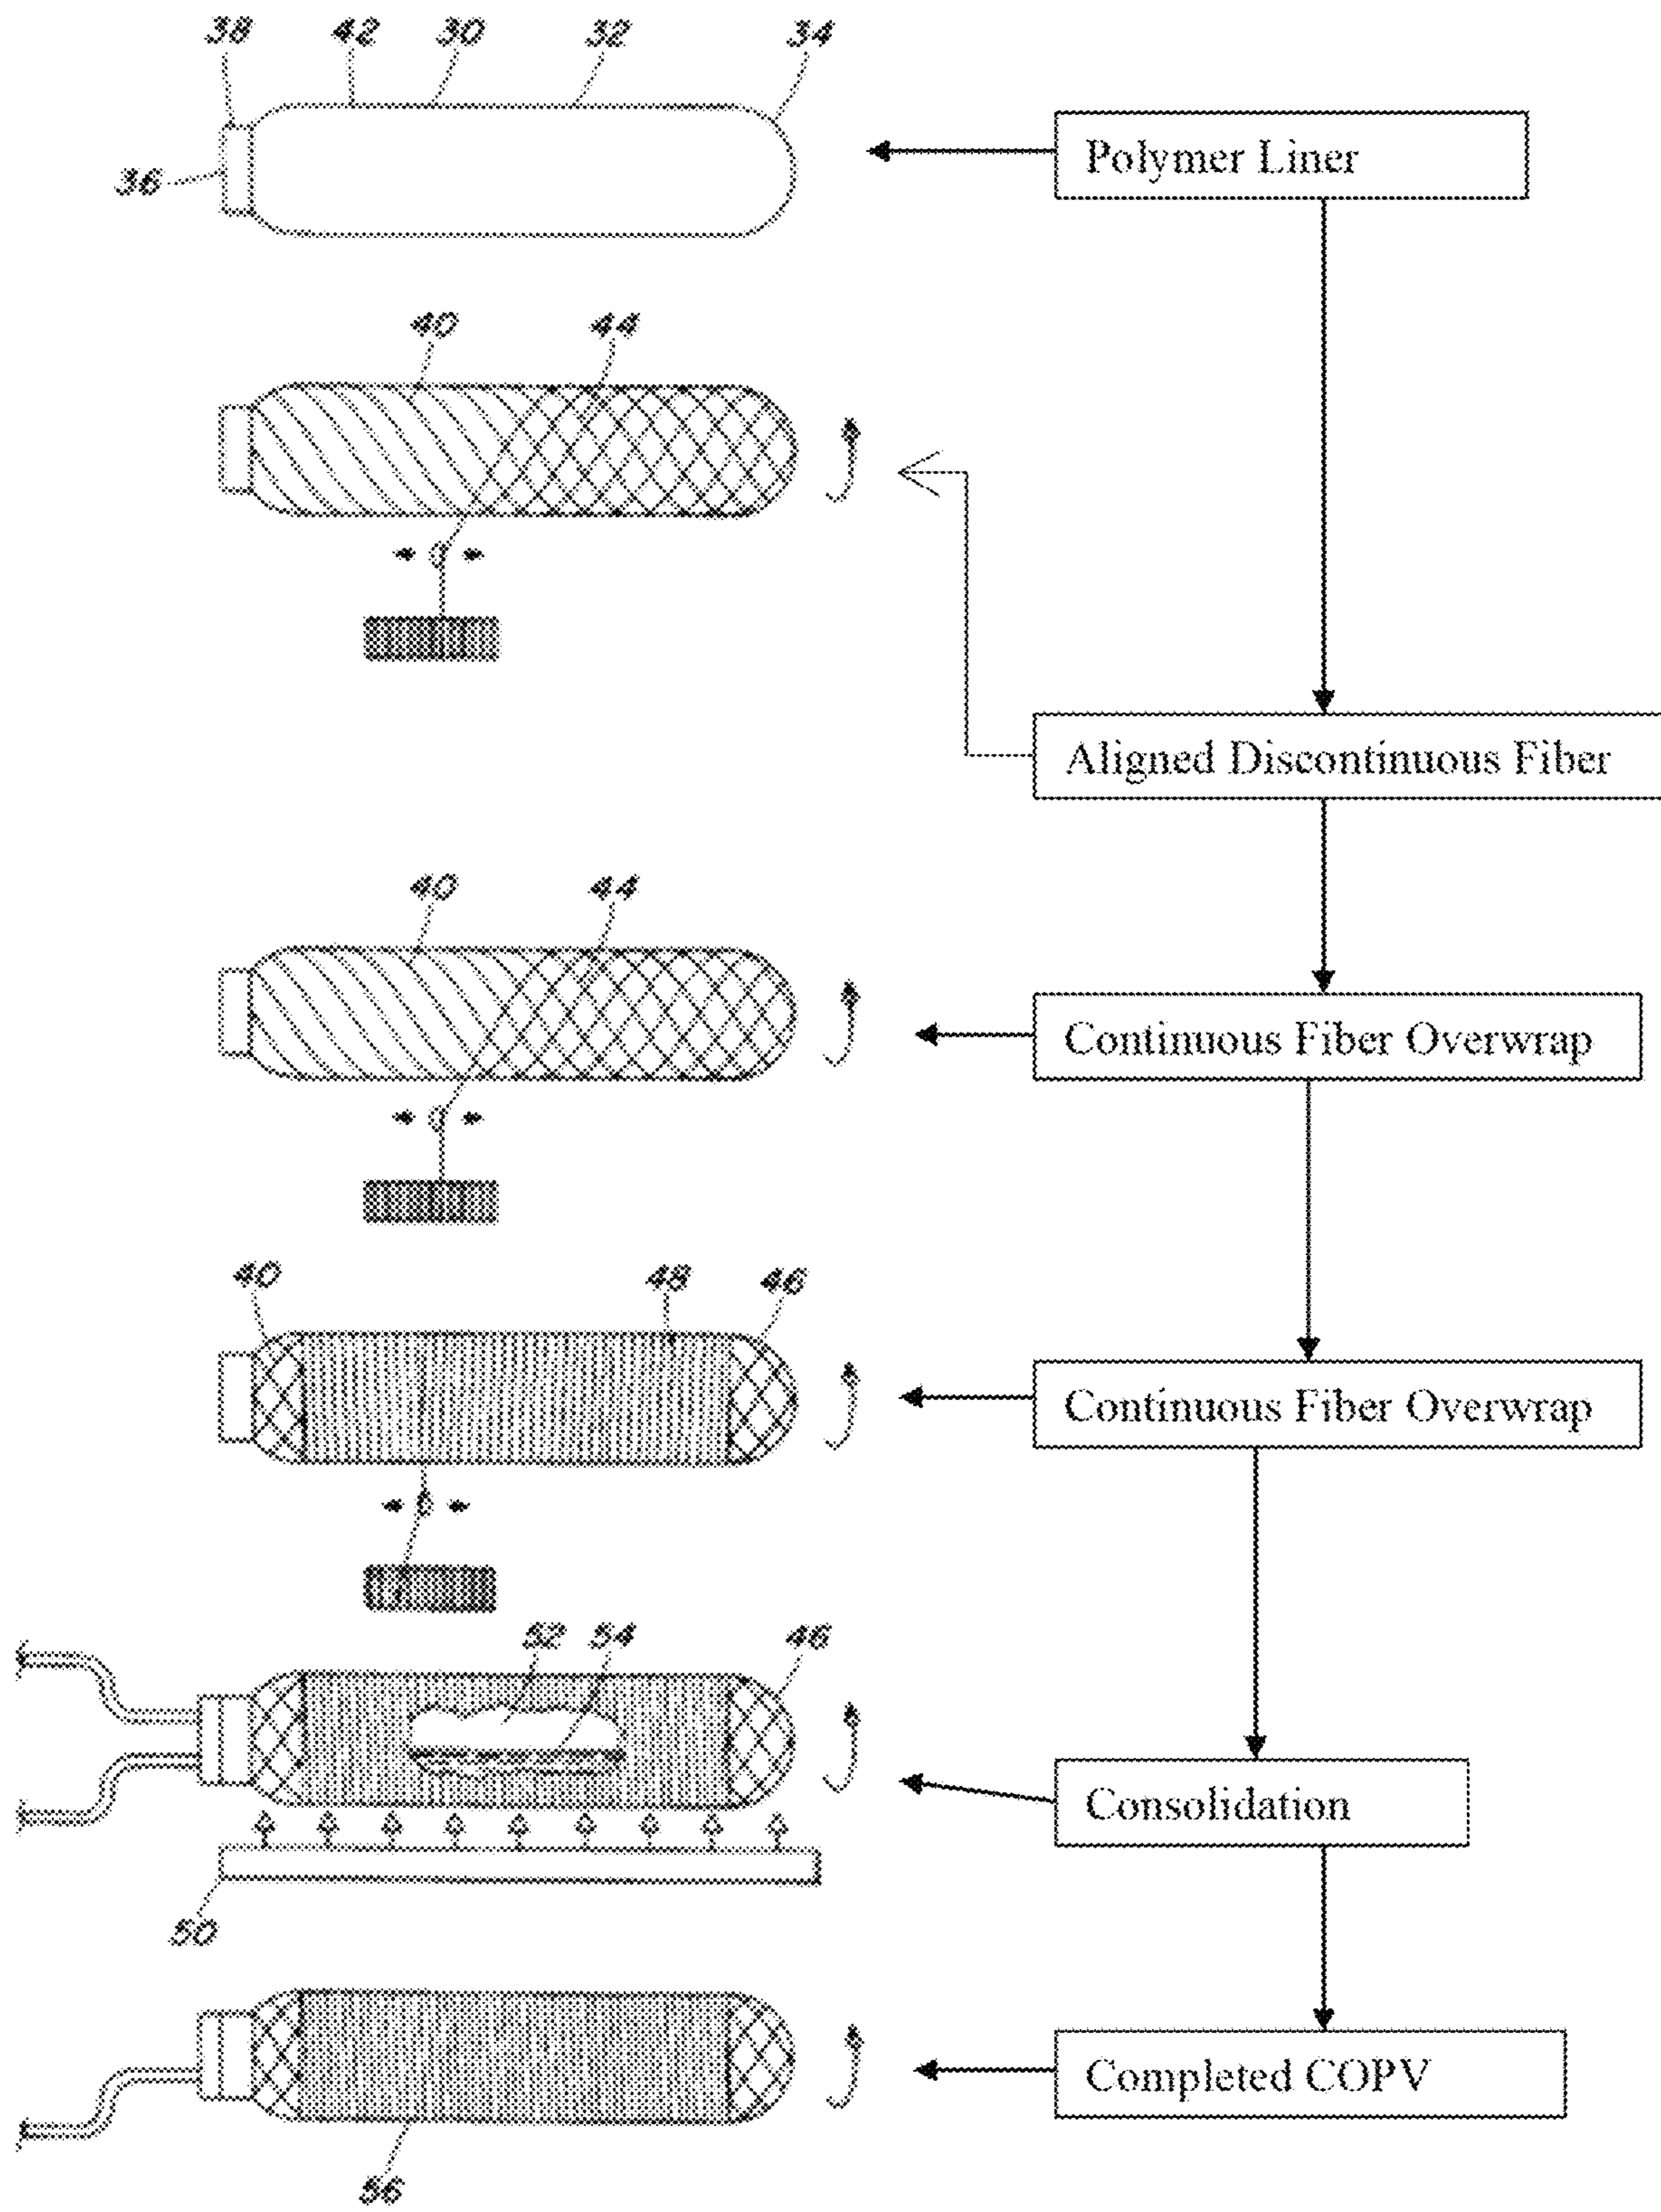 38 42 30 32 34
36
Polymer Liner
40 44
Aligned Discontinuous Fiber
40 44
Continuous Fiber Overwrap
40 48 46
Continuous Fiber Overwrap
52 54 46
Consolidation
50
Completed COPV
56